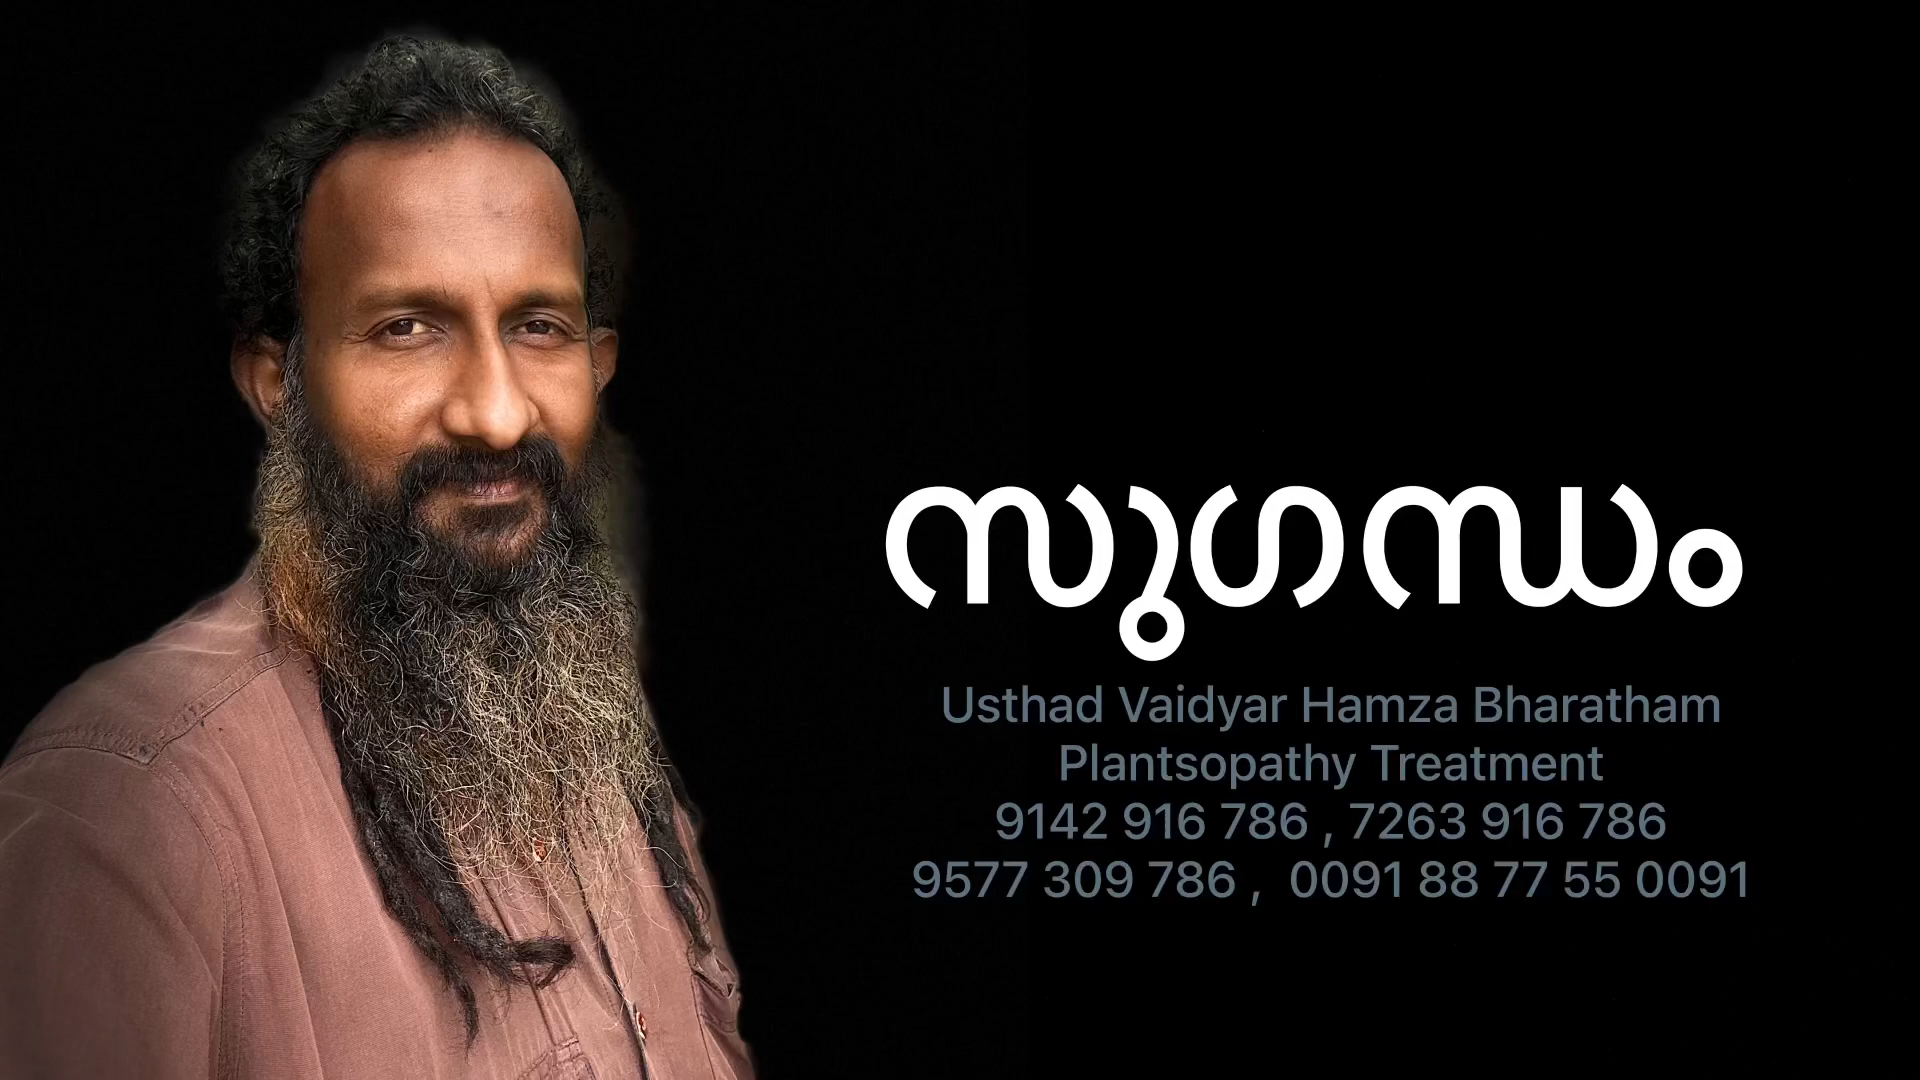 സുഗന്ധം
Usthad Vaidyar Hamza Bharatham
Plantsopathy Treatment
9142 916 786 , 7263 916 786
9577 309 786 ,  0091 88 77 55 0091